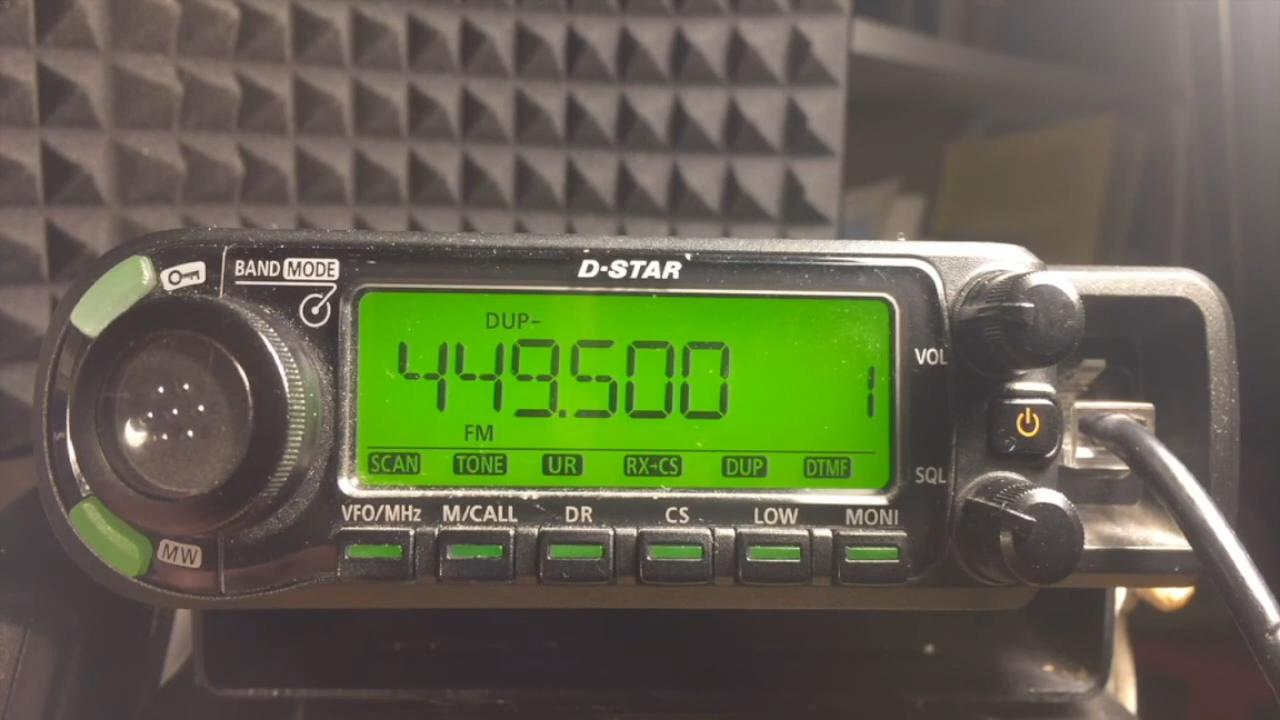 BAND MODE
D-STAR
DUP-
449.500 1
FM
SCAN TONE UR RX→CS DUP DTMF
VFO/MHz M/CALL DR CS LOW MONI
MW
VOL
SQL